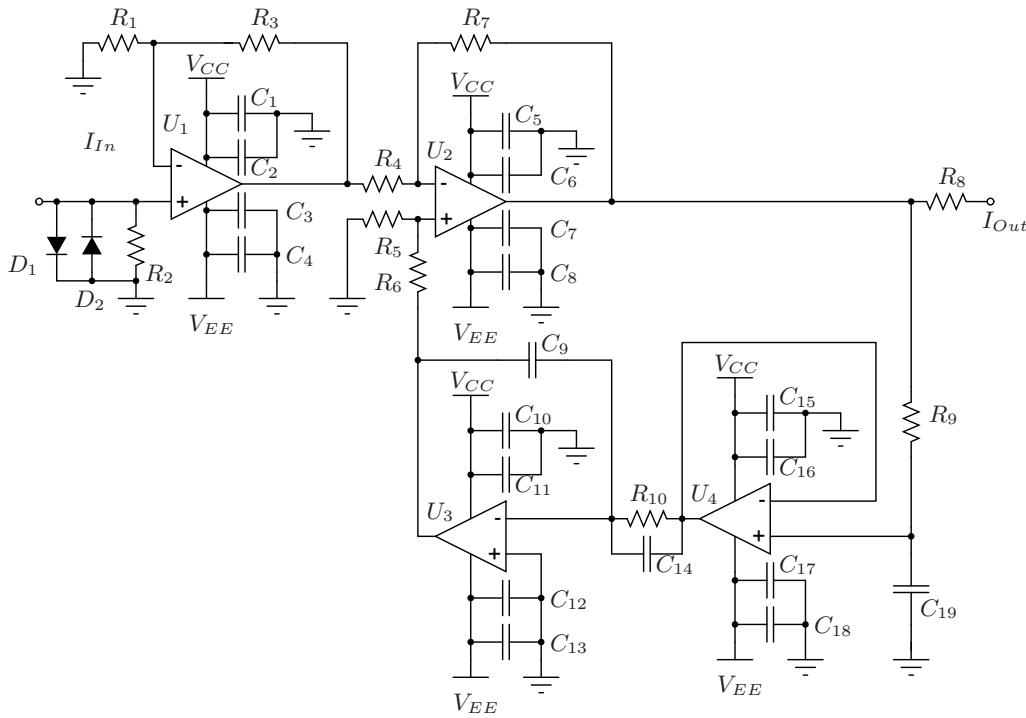 R1
R3
R7
VCC
C1
VCC
U1
C5
IIn
C2
R4
U2
C6
R8
-
-
+
C3
+
C7
IOut
R5
D1
R2
C4
R6
C8
D2
VEE
VEE
C9
VCC
VCC
C15
C10
R9
C16
C11
R10
U4
-
U3
-
+
+
C14
C17
C12
C19
C18
C13
VEE
VEE